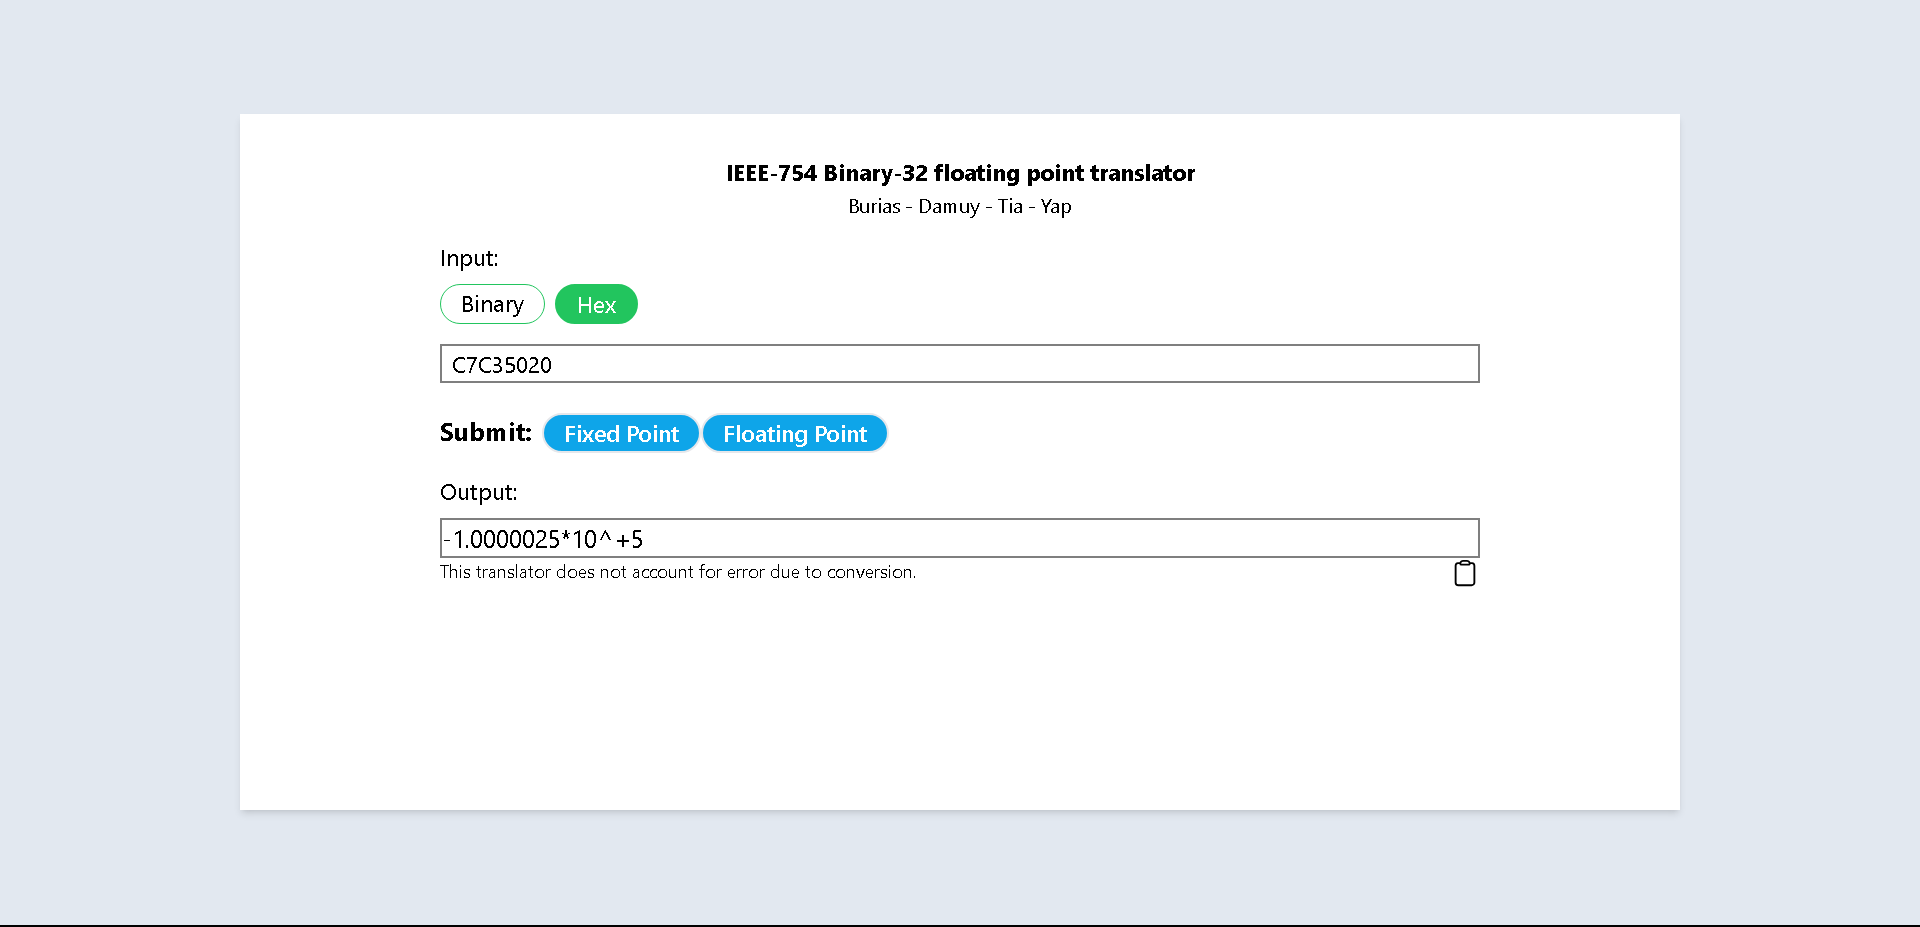 IEEE-754 Binary-32 floating point translator
Burias - Damuy - Tia - Yap
Input:
Binary Hex
C7C35020
Submit: Fixed Point Floating Point
Output:
-1.0000025*10^+5
This translator does not account for error due to conversion.